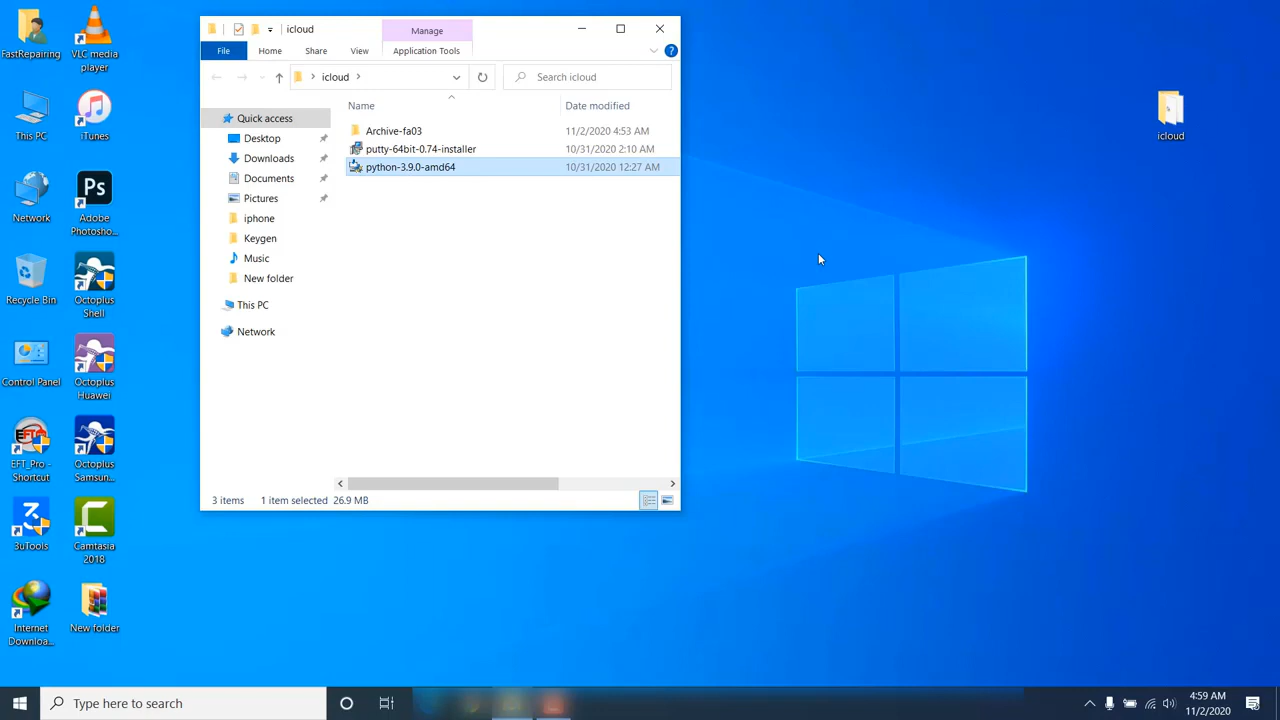 icloud
Manage
File
Home
Share
View
Application Tools
icloud
Search icloud
Name
Date modified
Archive-fa03
11/2/2020 4:53 AM
putty-64bit-0.74-installer
10/31/2020 2:10 AM
python-3.9.0-amd64
10/31/2020 12:27 AM
Quick access
Desktop
Downloads
Documents
Pictures
iphone
Keygen
Music
New folder
This PC
Network
3 items
1 item selected
26.9 MB
FastRepairing
VLC media
player
This PC
iTunes
Network
Ps
Adobe
Photosho...
Recycle Bin
Octoplus
Shell
Control Panel
Octoplus
Huawei
EFT
EFT_Pro -
Shortcut
Octoplus
Samsun...
3uTools
Camtasia
2018
Internet
Downloa...
New folder
icloud
Type here to search
4:59 AM
11/2/2020